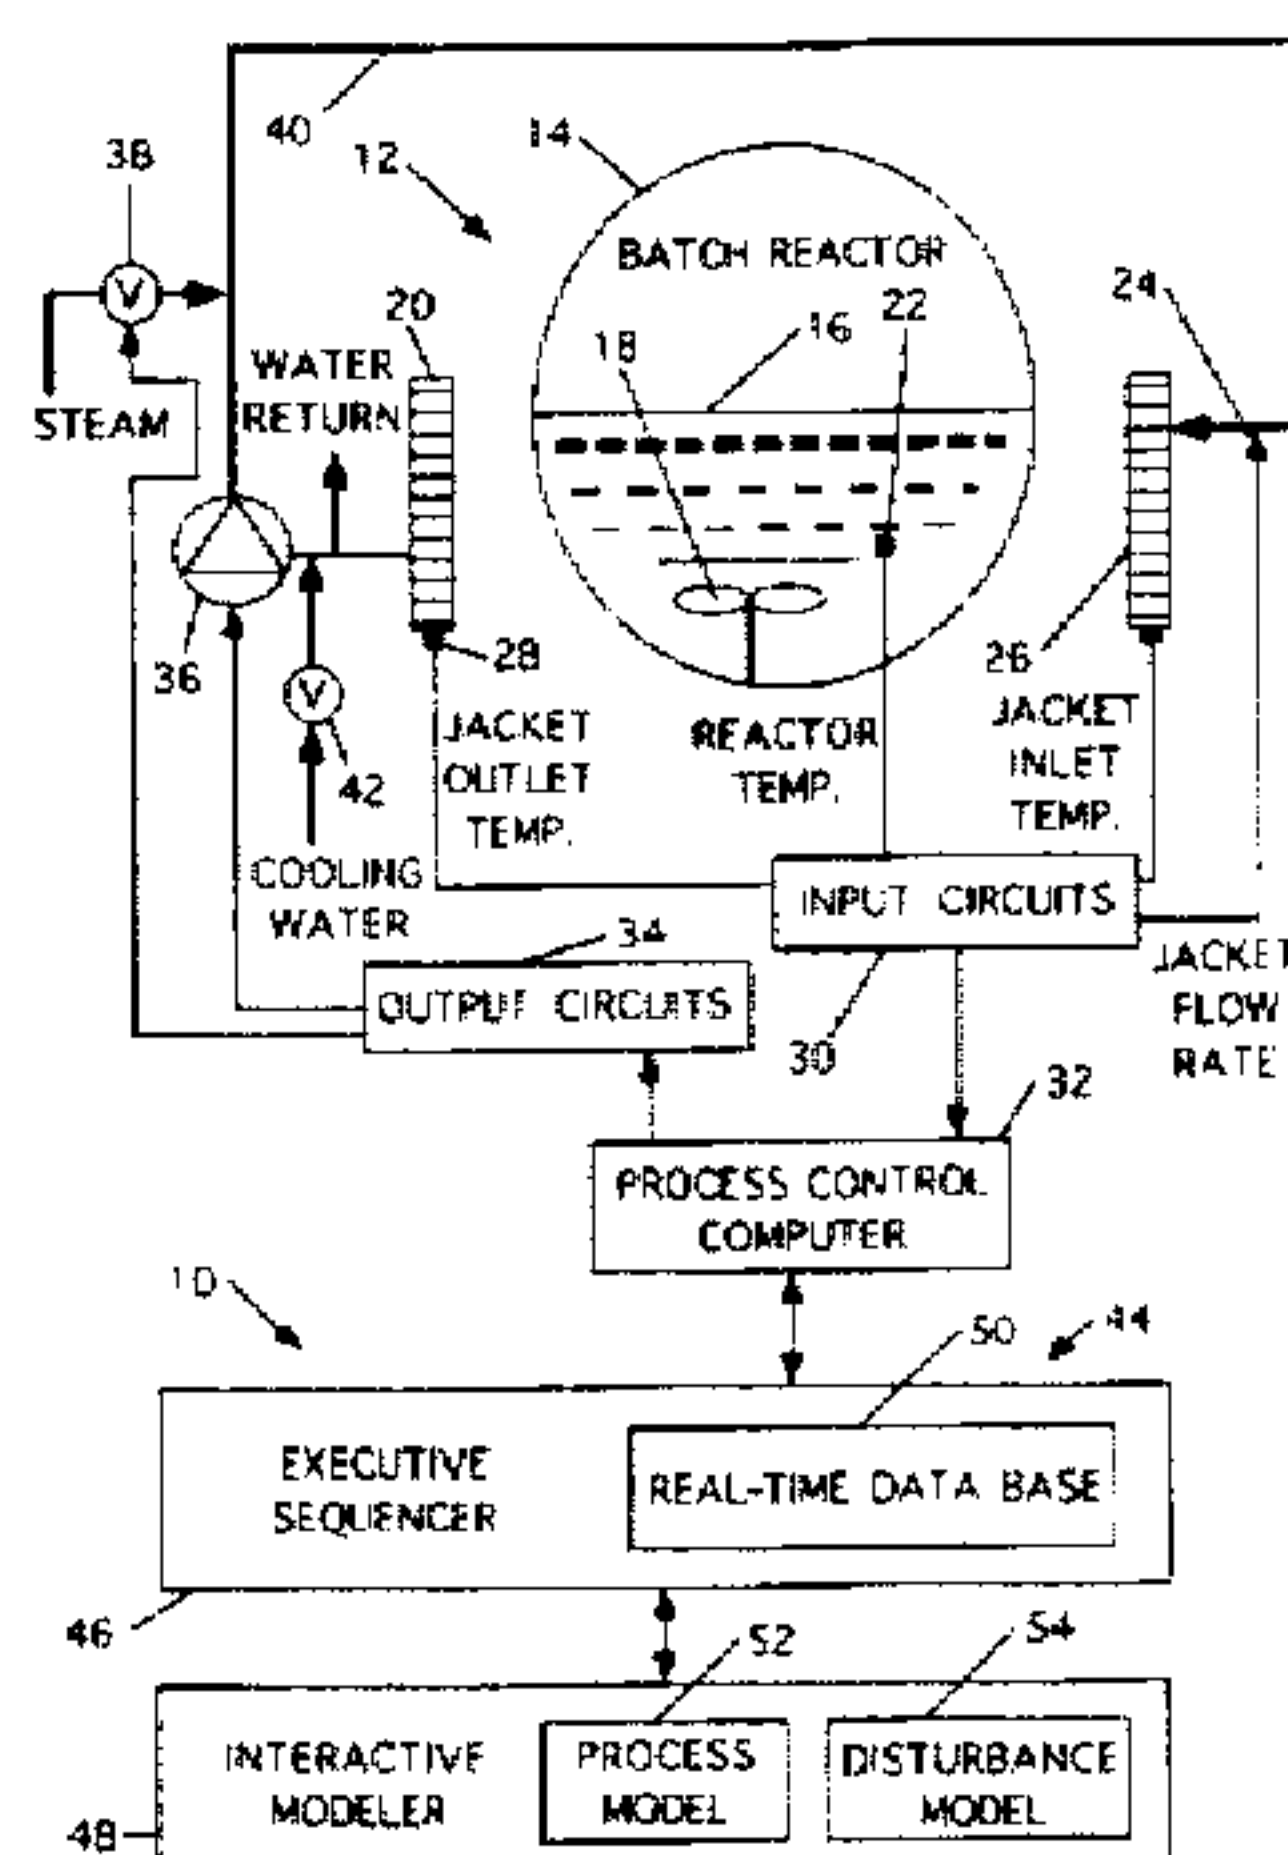 40
38
12
14
BATCH REACTOR
V
20
18
16
22
24
WATER
RETURN
STEAM
36
28
26
V
42
JACKET
OUTLET
TEMP.
REACTOR
TEMP.
JACKET
INLET
TEMP.
COOLING
WATER
INPUT CIRCUITS
34
OUTPUT CIRCUITS
JACKET
FLOW
RATE
30
32
PROCESS CONTROL
COMPUTER
10
50
44
EXECUTIVE
SEQUENCER
REAL-TIME DATA BASE
46
52
54
INTERACTIVE
MODELER
PROCESS
MODEL
DISTURBANCE
MODEL
48